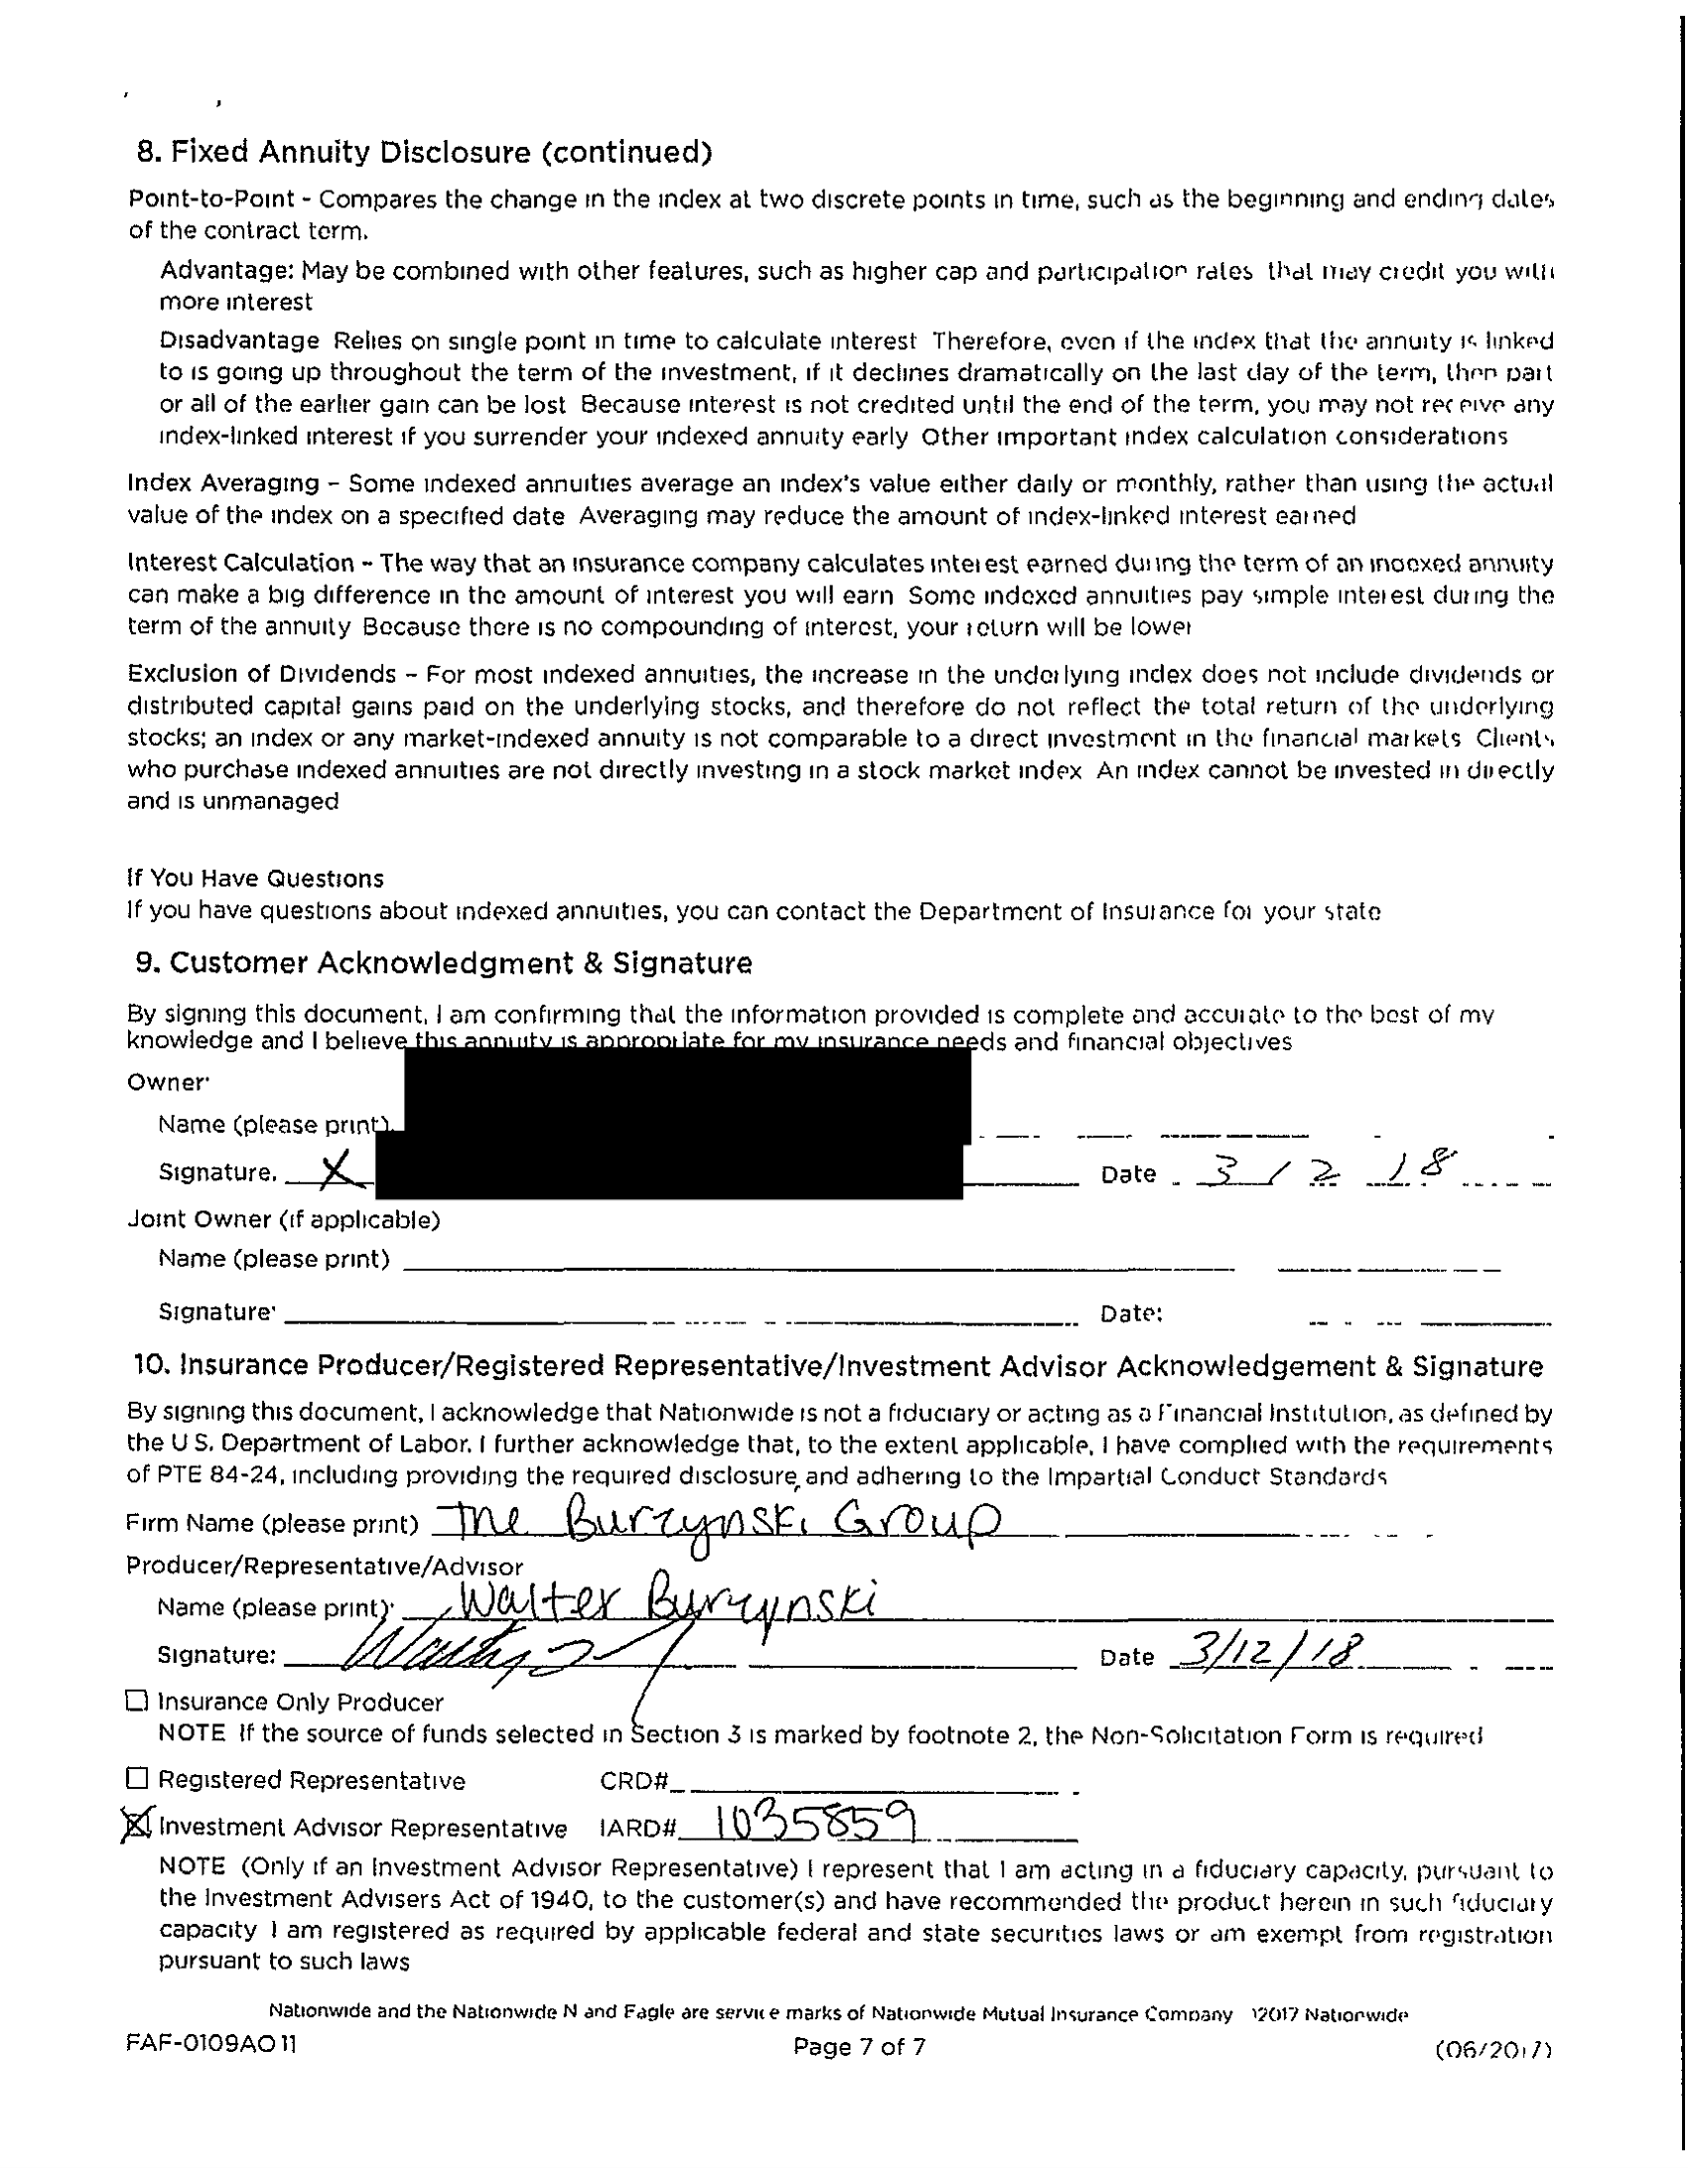 8. Fixed Annuity Disclosure (continued)
Point-to-Point - Compares the change in the index at two discrete points in time, such as the beginning and ending dates
of the contract term.
Advantage: May be combined with other features, such as higher cap and participation rates that may credit you with
more interest
Disadvantage Relies on single point in time to calculate interest Therefore, even if the index that the annuity is linked
to is going up throughout the term of the investment, if it declines dramatically on the last day of the term, then part
or all of the earlier gain can be lost Because interest is not credited until the end of the term, you may not receive any
index-linked interest if you surrender your indexed annuity early Other important index calculation considerations
Index Averaging – Some indexed annuities average an index's value either daily or monthly, rather than using the actual
value of the index on a specified date Averaging may reduce the amount of index-linked interest earned
Interest Calculation - The way that an insurance company calculates interest earned during the term of an indexed annuity
can make a big difference in the amount of interest you will earn Some indexed annuities pay simple interest during the
term of the annuity Because there is no compounding of interest, your return will be lower
Exclusion of Dividends - For most indexed annuities, the increase in the underlying index does not include dividends or
distributed capital gains paid on the underlying stocks, and therefore do not reflect the total return of the underlying
stocks; an index or any market-indexed annuity is not comparable to a direct investment in the financial markets Clients
who purchase indexed annuities are not directly investing in a stock market index An index cannot be invested in directly
and is unmanaged
If You Have Questions
If you have questions about indexed annuities, you can contact the Department of Insurance for your state
9. Customer Acknowledgment & Signature
By signing this document, I am confirming that the information provided is complete and accurate to the best of my
knowledge and I believe this annuity is appropriate for my insurance needs and financial objectives
Owner:
Name (please print)
Signature. X Date 3 / 2 18
Joint Owner (if applicable)
Name (please print)
Signature: Date:
10. Insurance Producer/Registered Representative/Investment Advisor Acknowledgement & Signature
By signing this document, I acknowledge that Nationwide is not a fiduciary or acting as a Financial Institution, as defined by
the U S. Department of Labor. I further acknowledge that, to the extent applicable, I have complied with the requirements
of PTE 84-24, including providing the required disclosure, and adhering to the Impartial Conduct Standards
Firm Name (please print) The Burzynski Group
Producer/Representative/Advisor
Name (please print): Walter Burzynski
Signature: Date 3/12/18
Insurance Only Producer
NOTE If the source of funds selected in Section 3 is marked by footnote 2, the Non-Solicitation Form is required
Registered Representative CRD#
Investment Advisor Representative IARD# 1035859
NOTE (Only if an Investment Advisor Representative) I represent that I am acting in a fiduciary capacity, pursuant to
the Investment Advisers Act of 1940, to the customer(s) and have recommended the product herein in such fiduciary
capacity I am registered as required by applicable federal and state securities laws or am exempt from registration
pursuant to such laws
Nationwide and the Nationwide N and Eagle are service marks of Nationwide Mutual Insurance Company 2017 Nationwide
FAF-0109AO 11 Page 7 of 7 (06/2017)